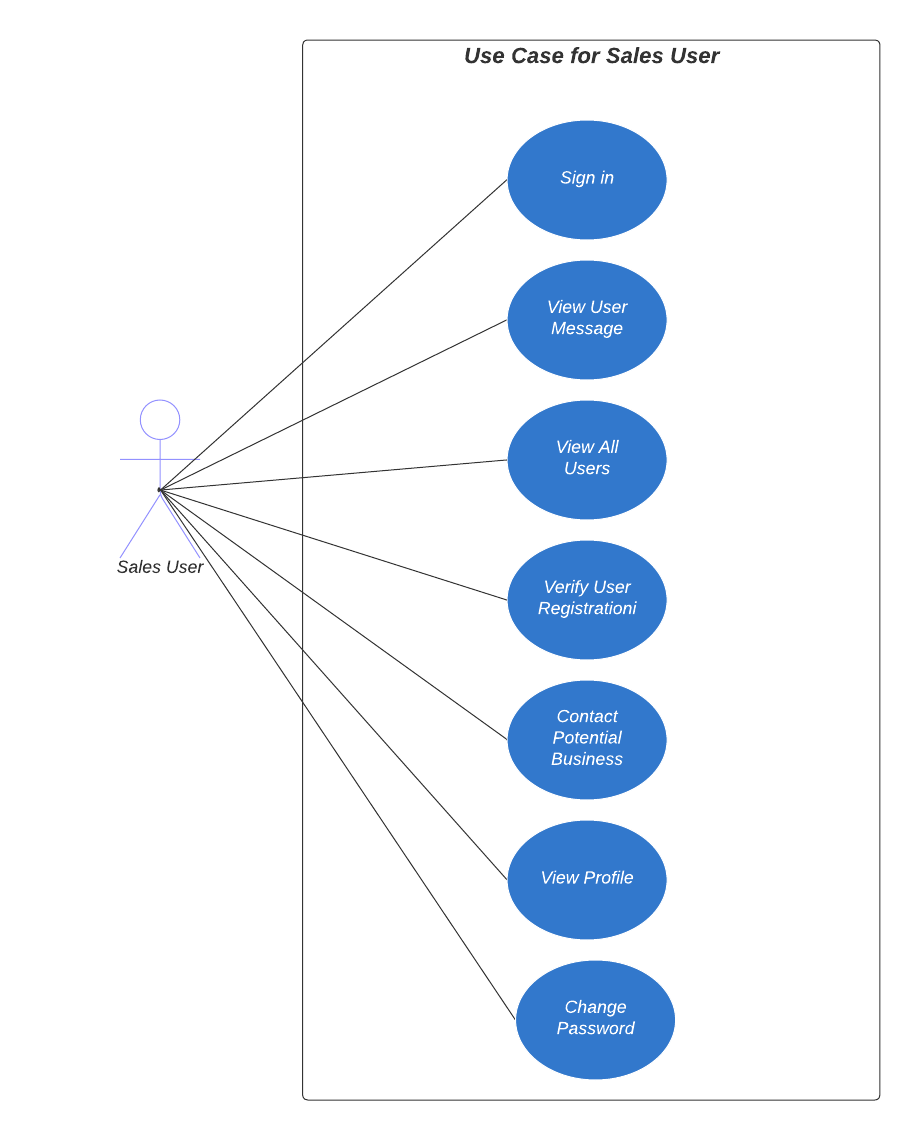 Use Case for Sales User
Sign in
View User
Message
View All
Users
Verify User
Registrationi
Contact
Potential
Business
View Profile
Change
Password
Sales User